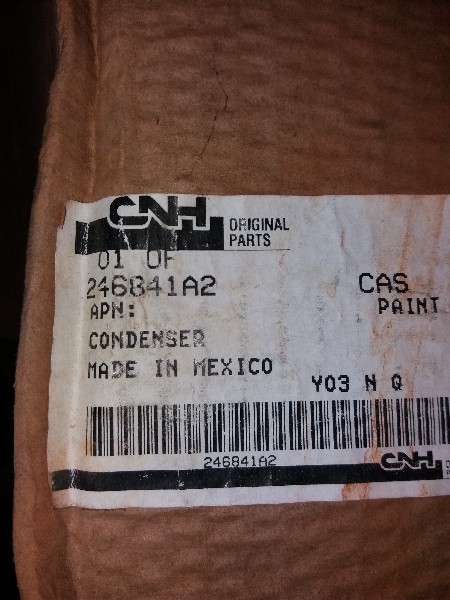 CNH ORIGINAL
PARTS
01 OF
246841A2 CAS
APN: PAINT
CONDENSER
MADE IN MEXICO
Y03 N Q
246841A2 CNH